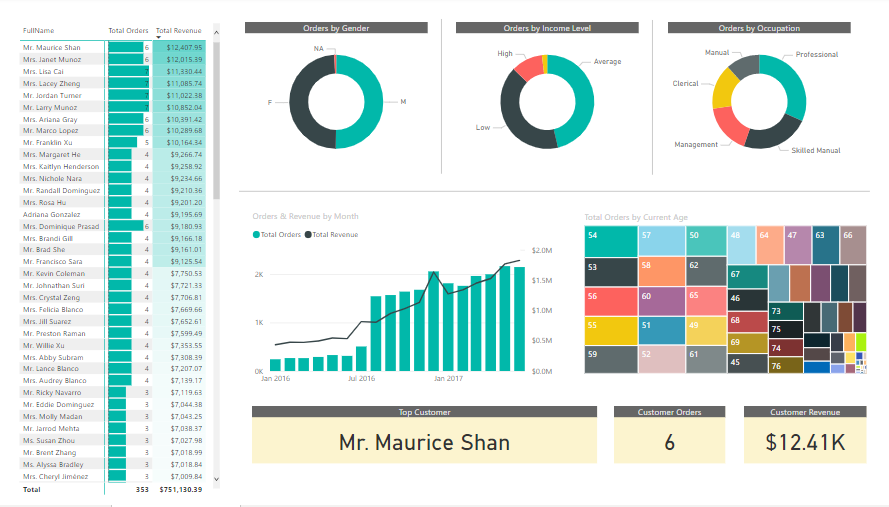 FullName Total Orders Total Revenue
Mr. Maurice Shan 6 $12,407.95
Mrs. Janet Munoz 6 $12,015.39
Mrs. Lisa Cai 7 $11,330.44
Mrs. Lacey Zheng 7 $11,085.74
Mr. Jordan Turner 7 $11,022.38
Mr. Larry Munoz 7 $10,852.04
Mrs. Ariana Gray 6 $10,391.42
Mr. Marco Lopez 6 $10,289.68
Mr. Franklin Xu 5 $10,164.34
Mrs. Margaret He 4 $9,266.74
Mrs. Kaitlyn Henderson 4 $9,258.92
Mrs. Nichole Nara 4 $9,234.66
Mr. Randall Dominguez 4 $9,210.36
Mrs. Rosa Hu 4 $9,201.20
Adriana Gonzalez 4 $9,195.69
Mrs. Dominique Prasad 6 $9,180.93
Mrs. Brandi Gill 4 $9,166.18
Mr. Brad She 4 $9,161.01
Mr. Francisco Sara 4 $9,125.54
Mr. Kevin Coleman 4 $7,750.53
Mr. Johnathan Suri 4 $7,721.33
Mrs. Crystal Zeng 4 $7,706.81
Mrs. Felicia Blanco 4 $7,669.66
Mrs. Jill Suarez 4 $7,652.61
Mr. Preston Raman 4 $7,599.49
Mr. Willie Xu 4 $7,353.55
Mrs. Abby Subram 4 $7,308.39
Mr. Lance Blanco 4 $7,207.07
Mrs. Audrey Blanco 4 $7,139.17
Mr. Ricky Navarro 3 $7,119.63
Mr. Eddie Dominguez 3 $7,044.38
Mrs. Molly Madan 3 $7,043.25
Mr. Jarrod Mehta 3 $7,038.37
Ms. Susan Zhou 3 $7,027.98
Mr. Brent Zhang 3 $7,018.99
Ms. Alyssa Bradley 3 $7,018.84
Mrs. Cheryl Jiménez 3 $7,009.84
Total 353 $751,130.39
Orders by Gender
NA
F
M
Orders by Income Level
High
Average
Low
Orders by Occupation
Manual
Professional
Clerical
Management
Skilled Manual
Orders & Revenue by Month
Total Orders Total Revenue
2K
1K
0K
$2.0M
$1.5M
$1.0M
$0.5M
$0.0M
Jan 2016 Jul 2016 Jan 2017
Total Orders by Current Age
54 57 50 48 64 47 63 66
53 58 62 67
56 60 65 46
55 51 49 68
59 52 61 69
45
73
75
74
76
Top Customer
Mr. Maurice Shan
Customer Orders
6
Customer Revenue
$12.41K